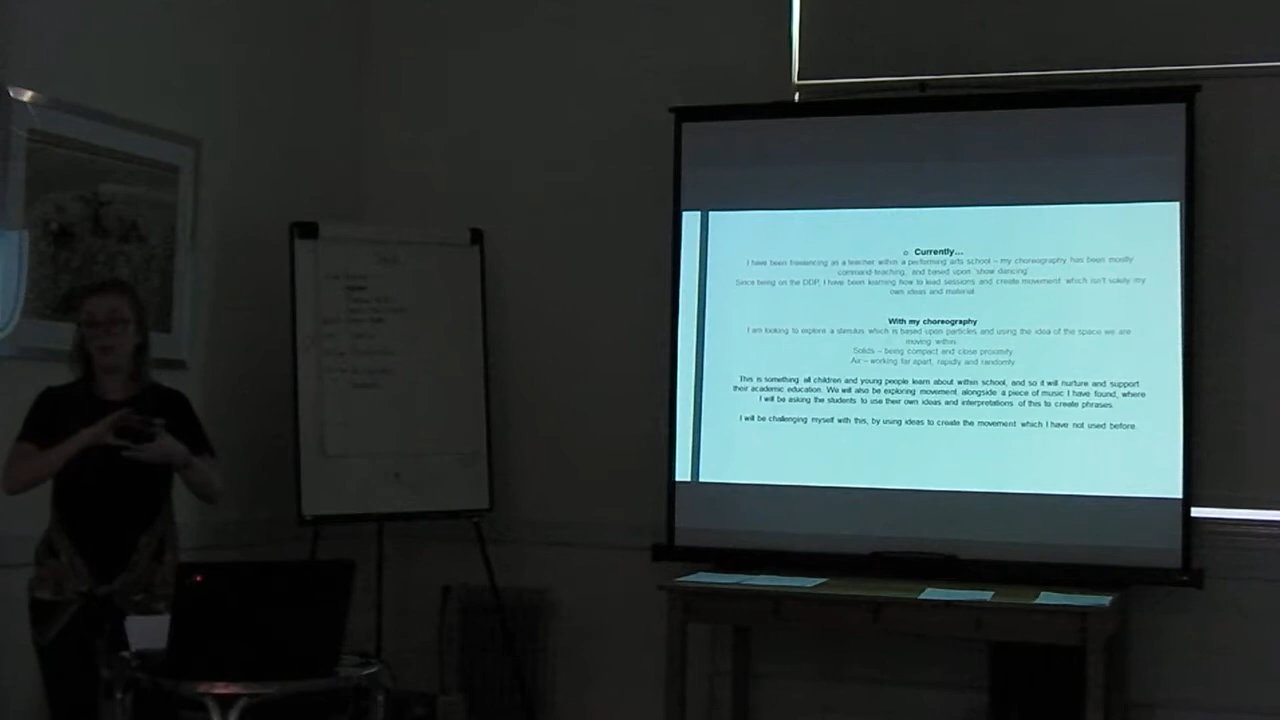 Currently...
I have been freelancing as a teacher within a performing arts school – my choreography has been mostly
command teaching, and based upon 'show dancing'
Since being on the DDP, I have been learning how to lead sessions and create movement which isn't solely my
own ideas and material.
With my choreography
I am looking to explore a stimulus which is based upon particles and using the idea of the space we are
moving within.
Solids – being compact and close proximity
Air – working far apart, rapidly and randomly.
This is something all children and young people learn about within school, and so it will nurture and support
their academic education. We will also be exploring movement alongside a piece of music I have found, where
I will be asking the students to use their own ideas and interpretations of this to create phrases.
I will be challenging myself with this, by using ideas to create the movement which I have not used before.